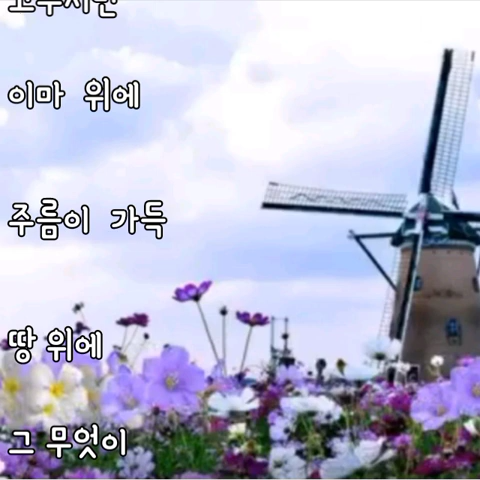 이마 위에
주름이 가득
땅 위에
그 무엇이